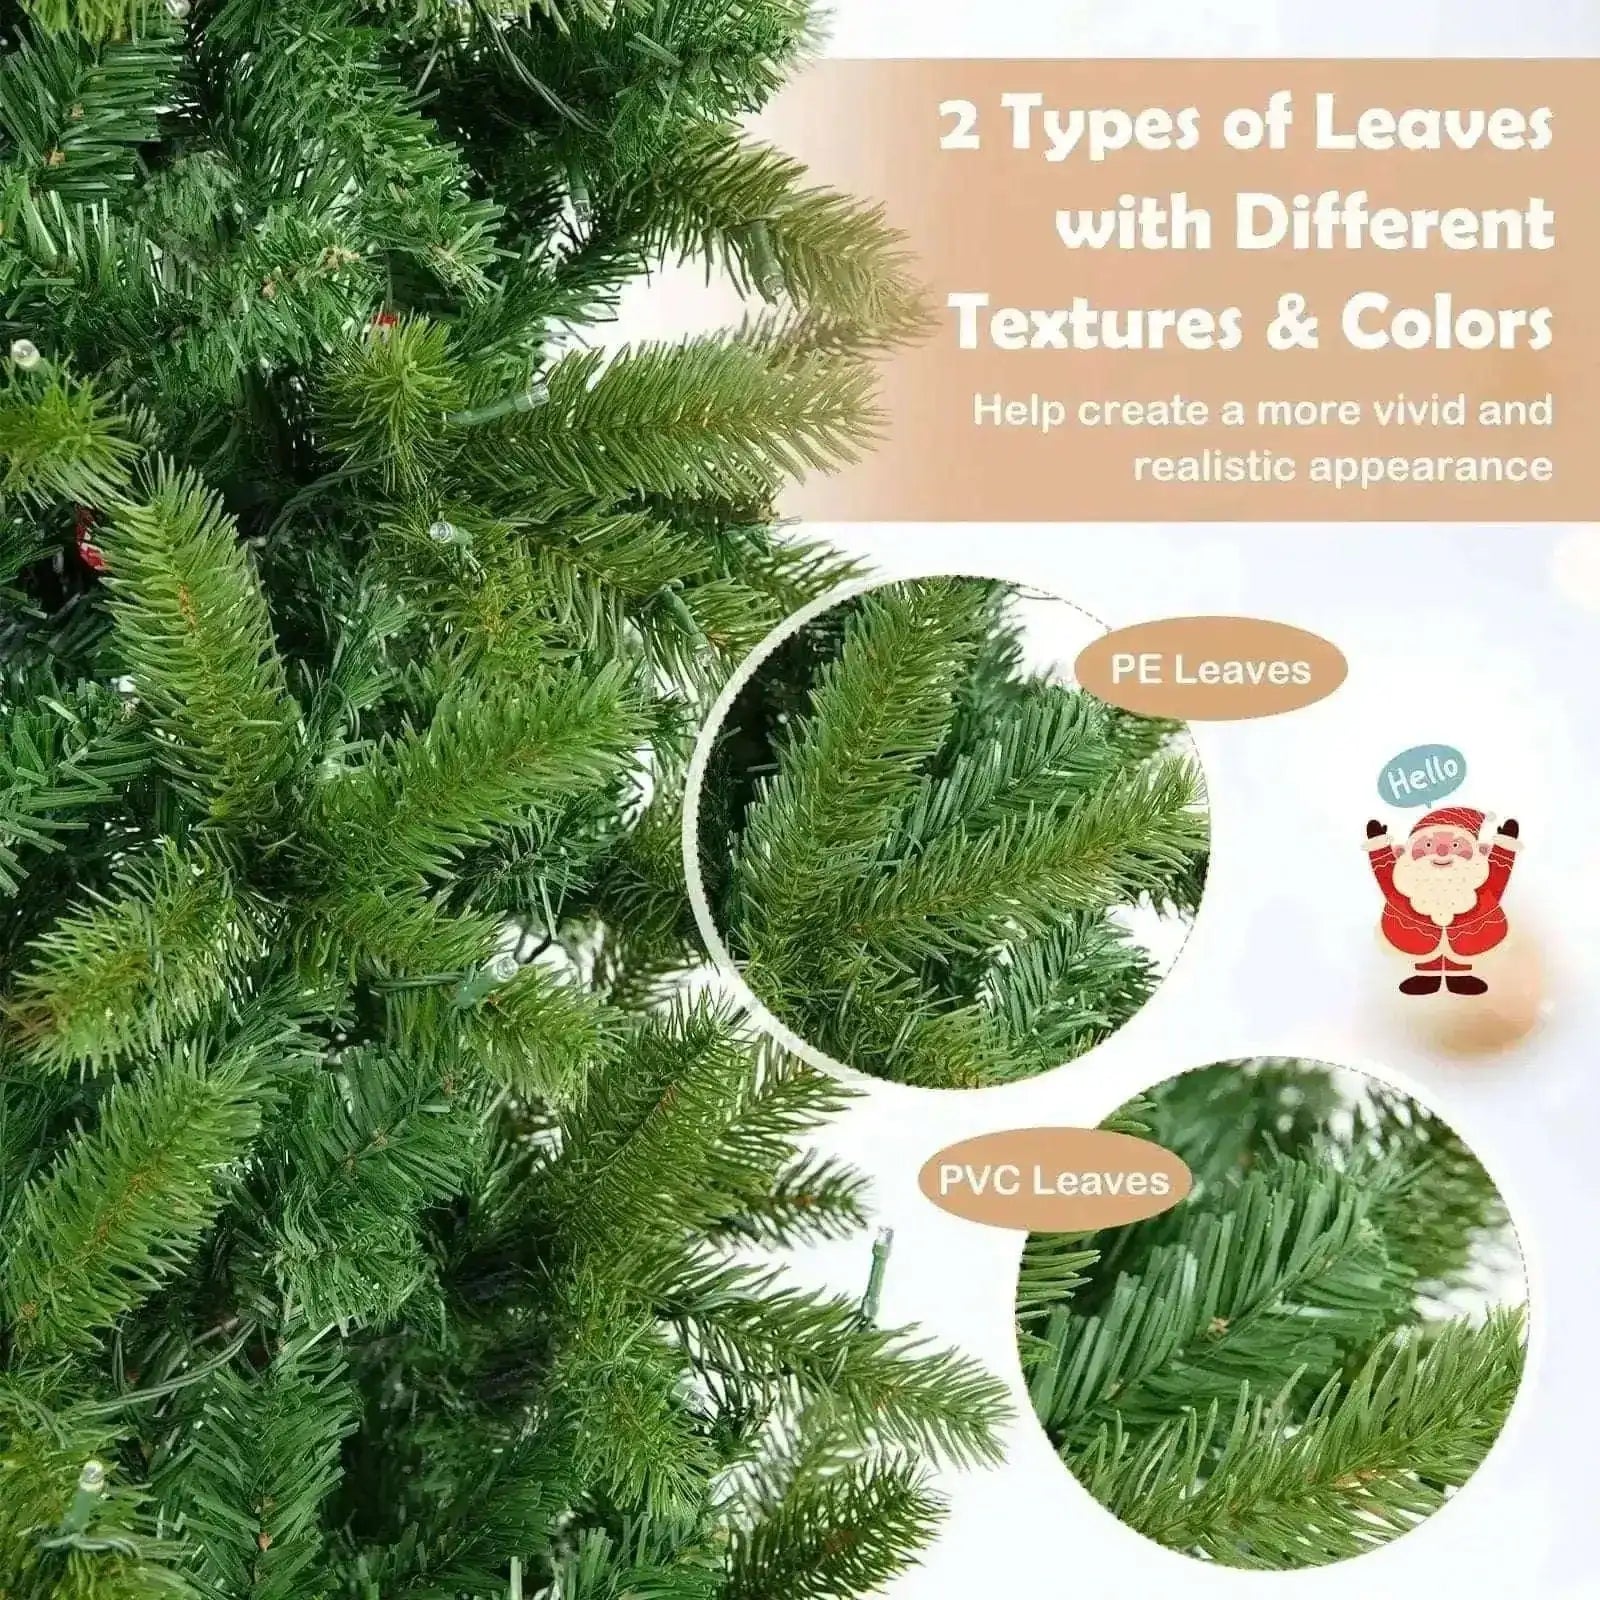 2 Types of Leaves
with Different
Textures & Colors
Help create a more vivid and
realistic appearance
PE Leaves
Hello
PVC Leaves